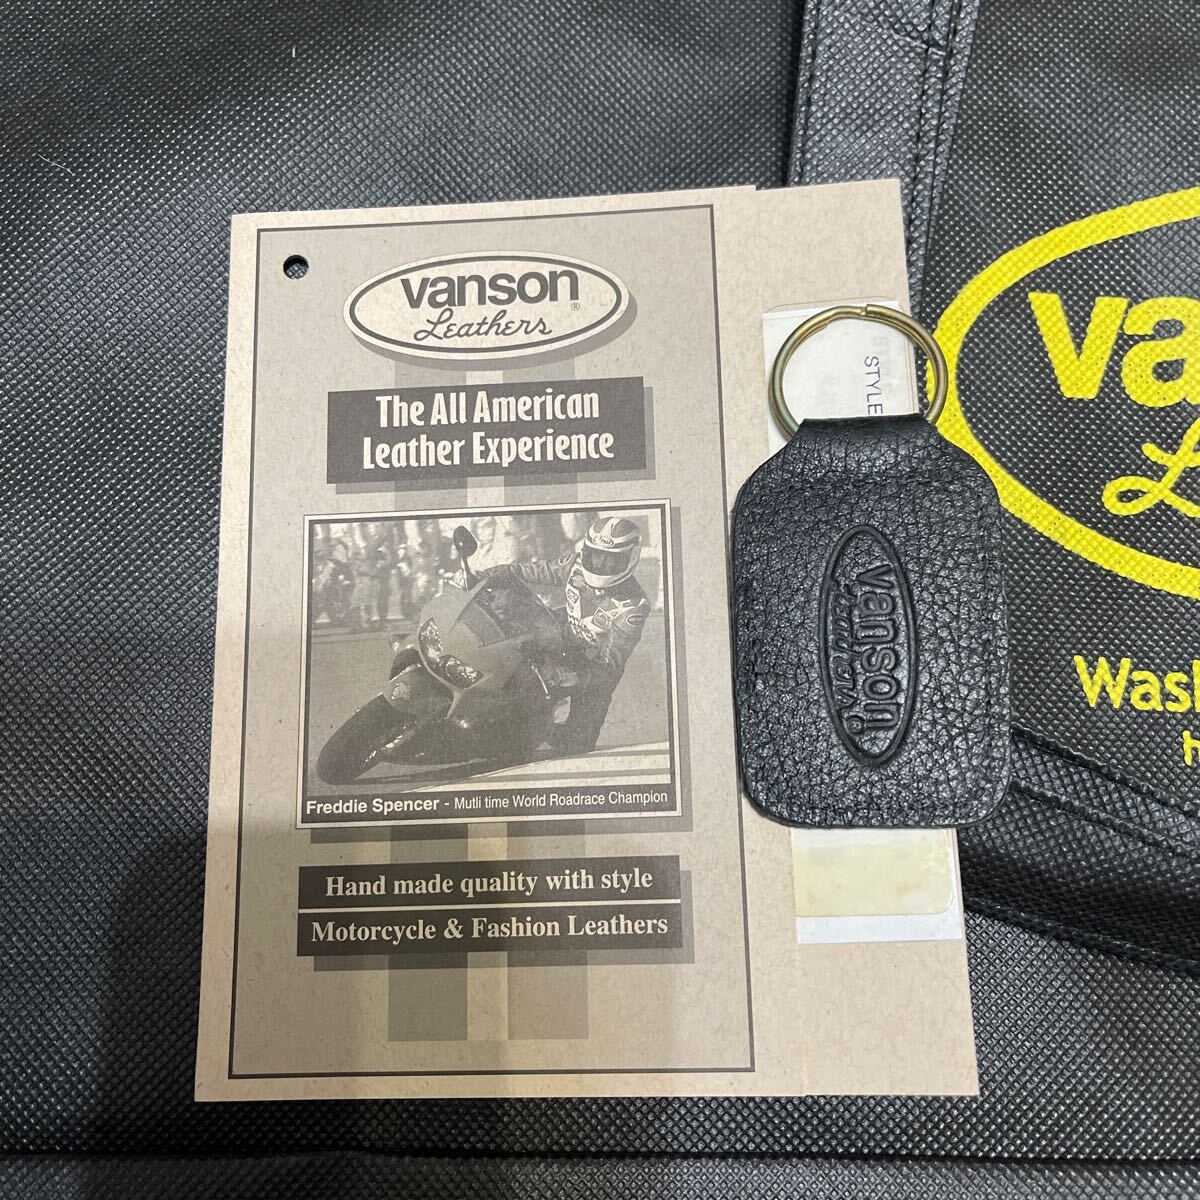 vanson®
Leathers
The All American
Leather Experience
Freddie Spencer - Mutli time World Roadrace Champion
Hand made quality with style
Motorcycle & Fashion Leathers
STYLE
vanson
Leathers®
va
L
Wash